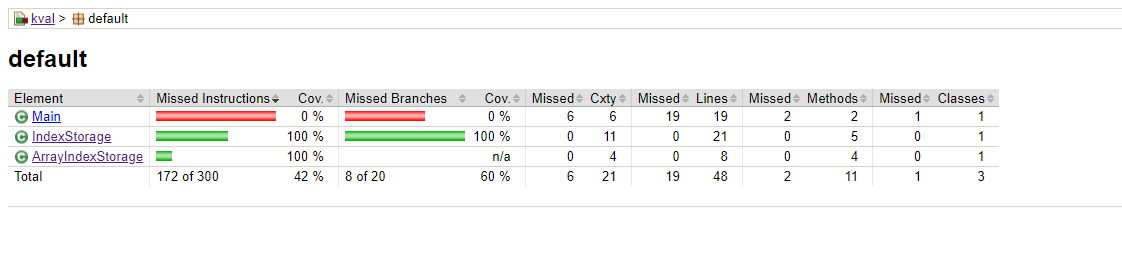 kval > default
default
Element Missed Instructions Cov. Missed Branches Cov. Missed Cxty Missed Lines Missed Methods Missed Classes
Main 0 % 0 % 6 6 19 19 2 2 1 1
IndexStorage 100 % 100 % 0 11 0 21 0 5 0 1
ArrayIndexStorage 100 % n/a 0 4 0 8 0 4 0 1
Total 172 of 300 42 % 8 of 20 60 % 6 21 19 48 2 11 1 3